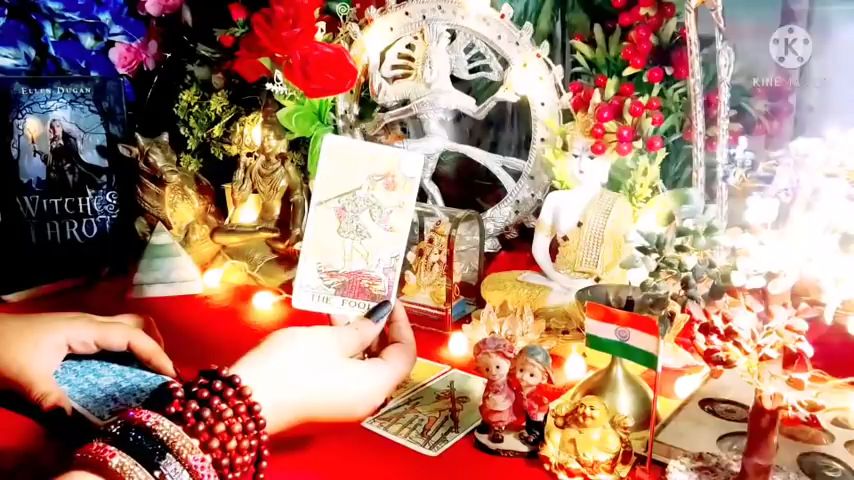 ELLEN DUGAN
WITCHES
TAROT
KINEMASTER
THE FOOL